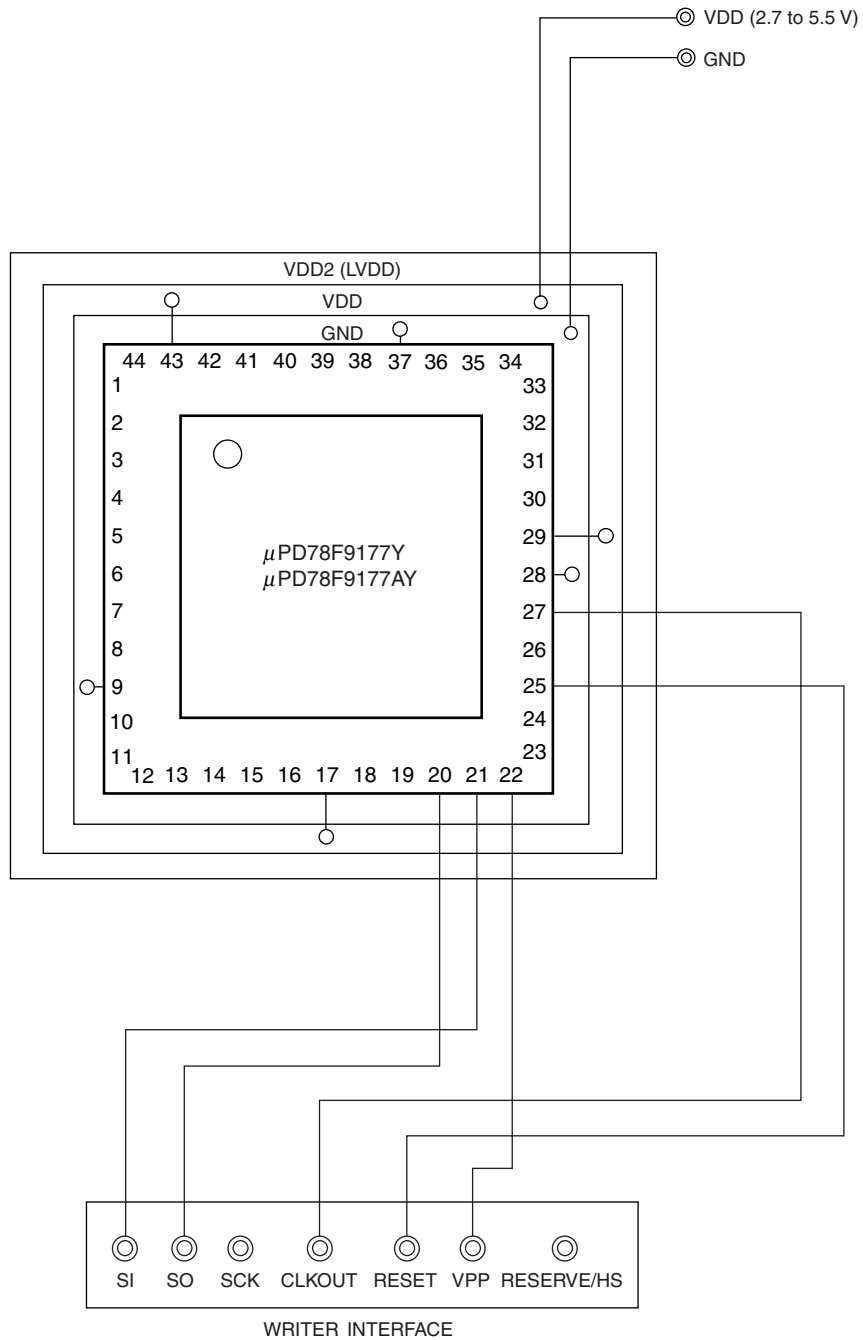 VDD (2.7 to 5.5 V)
GND
VDD2 (LVDD)
VDD
GND
44 43 42 41 40 39 38 37 36 35 34
1 33
2 32
3 31
4 30
5 29
6 28
7 27
8 26
9 25
10 24
11 23
μPD78F9177Y
μPD78F9177AY
12 13 14 15 16 17 18 19 20 21 22
SI SO SCK CLKOUT RESET VPP RESERVE/HS
WRITER INTERFACE